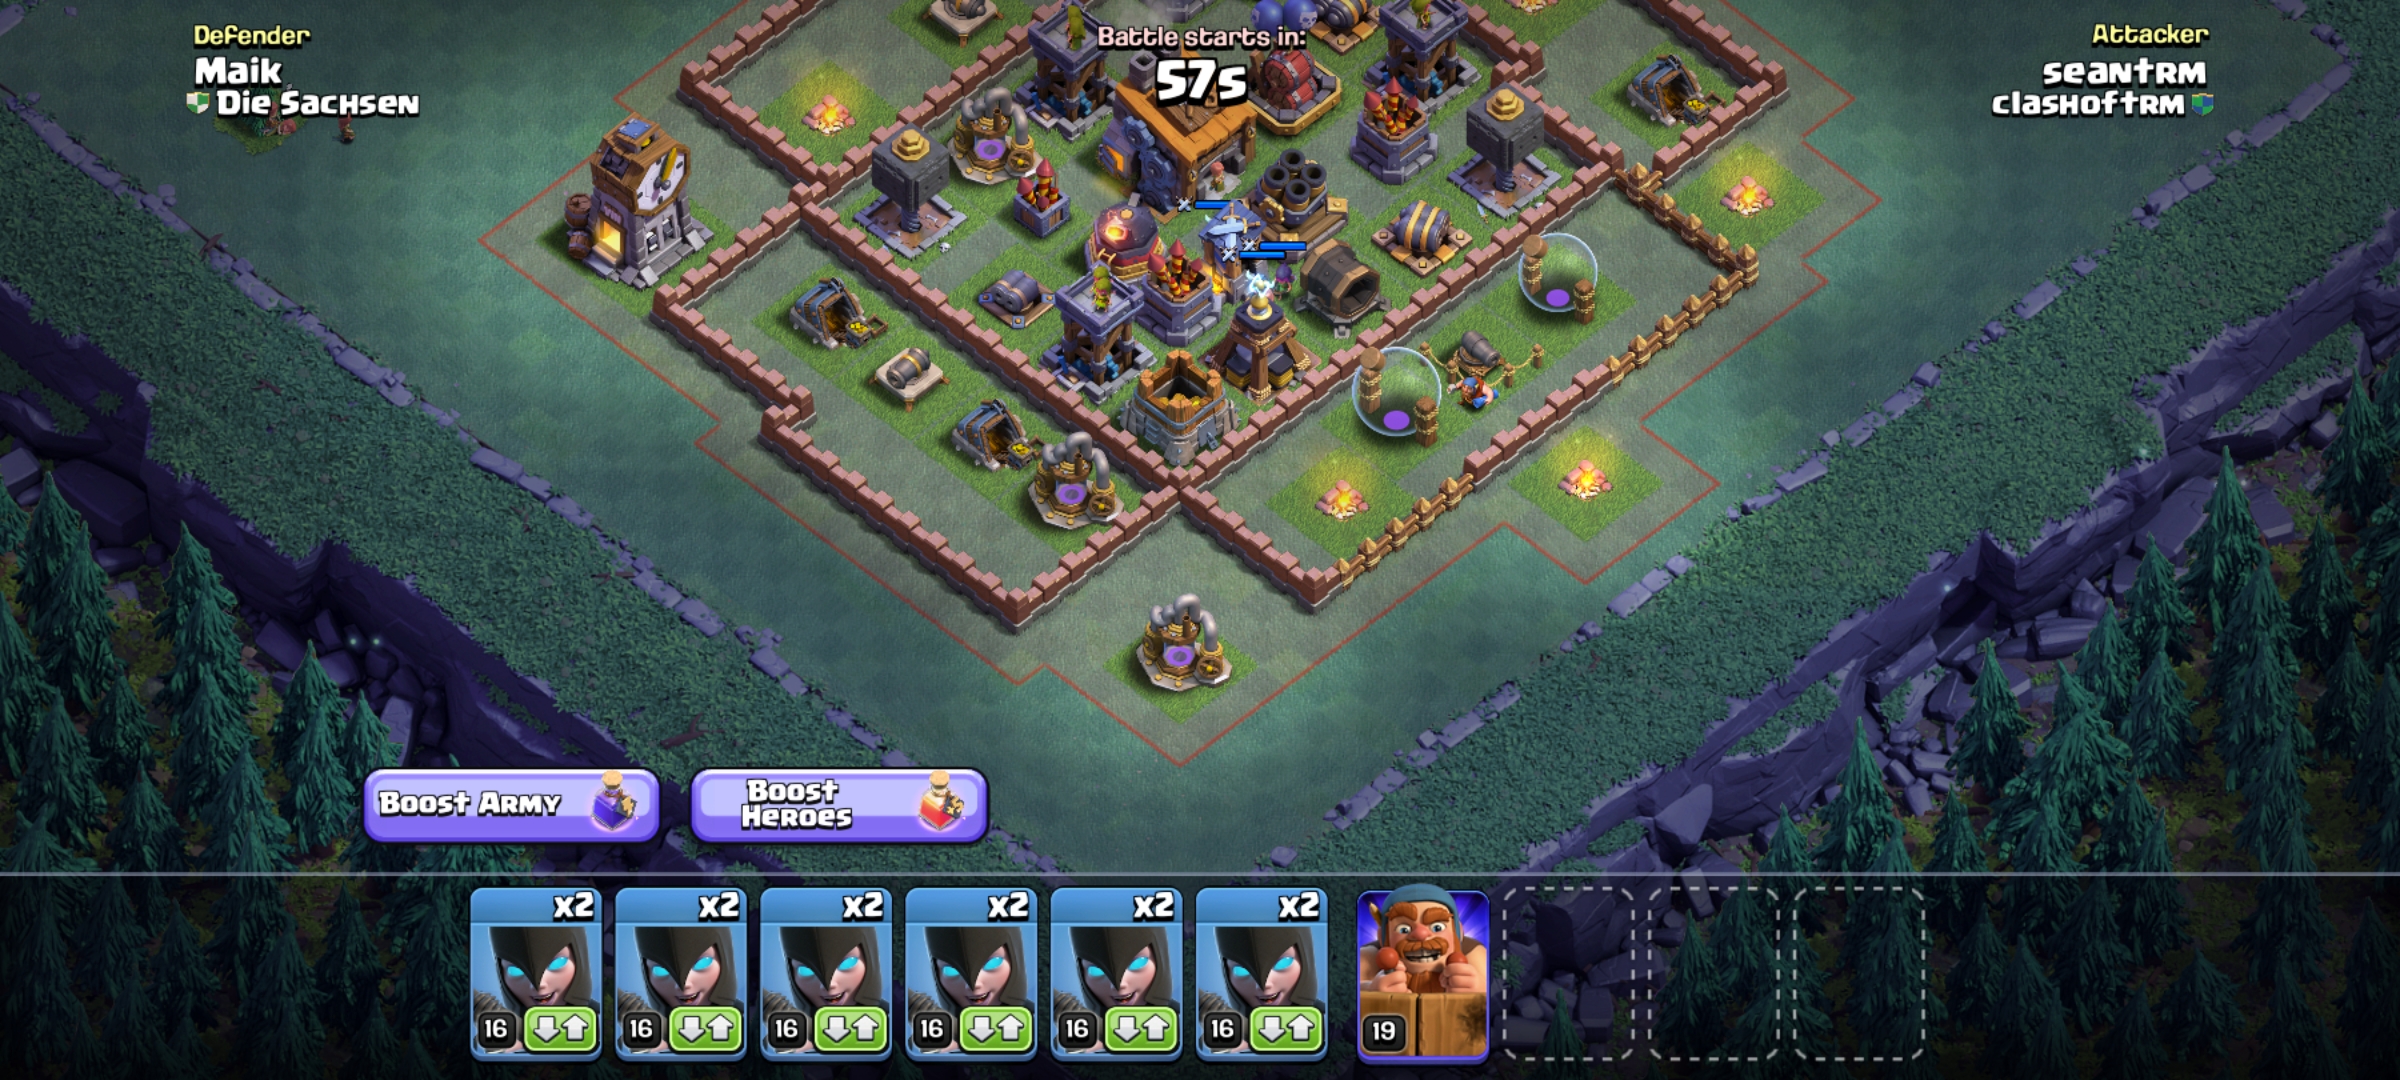 Defender
Maik
Die Sachsen
Battle starts in:
57s
Attacker
seantRM
clashoftRM
Boost Army
Boost
Heroes
x2
x2
x2
x2
x2
x2
16
16
16
16
16
16
19